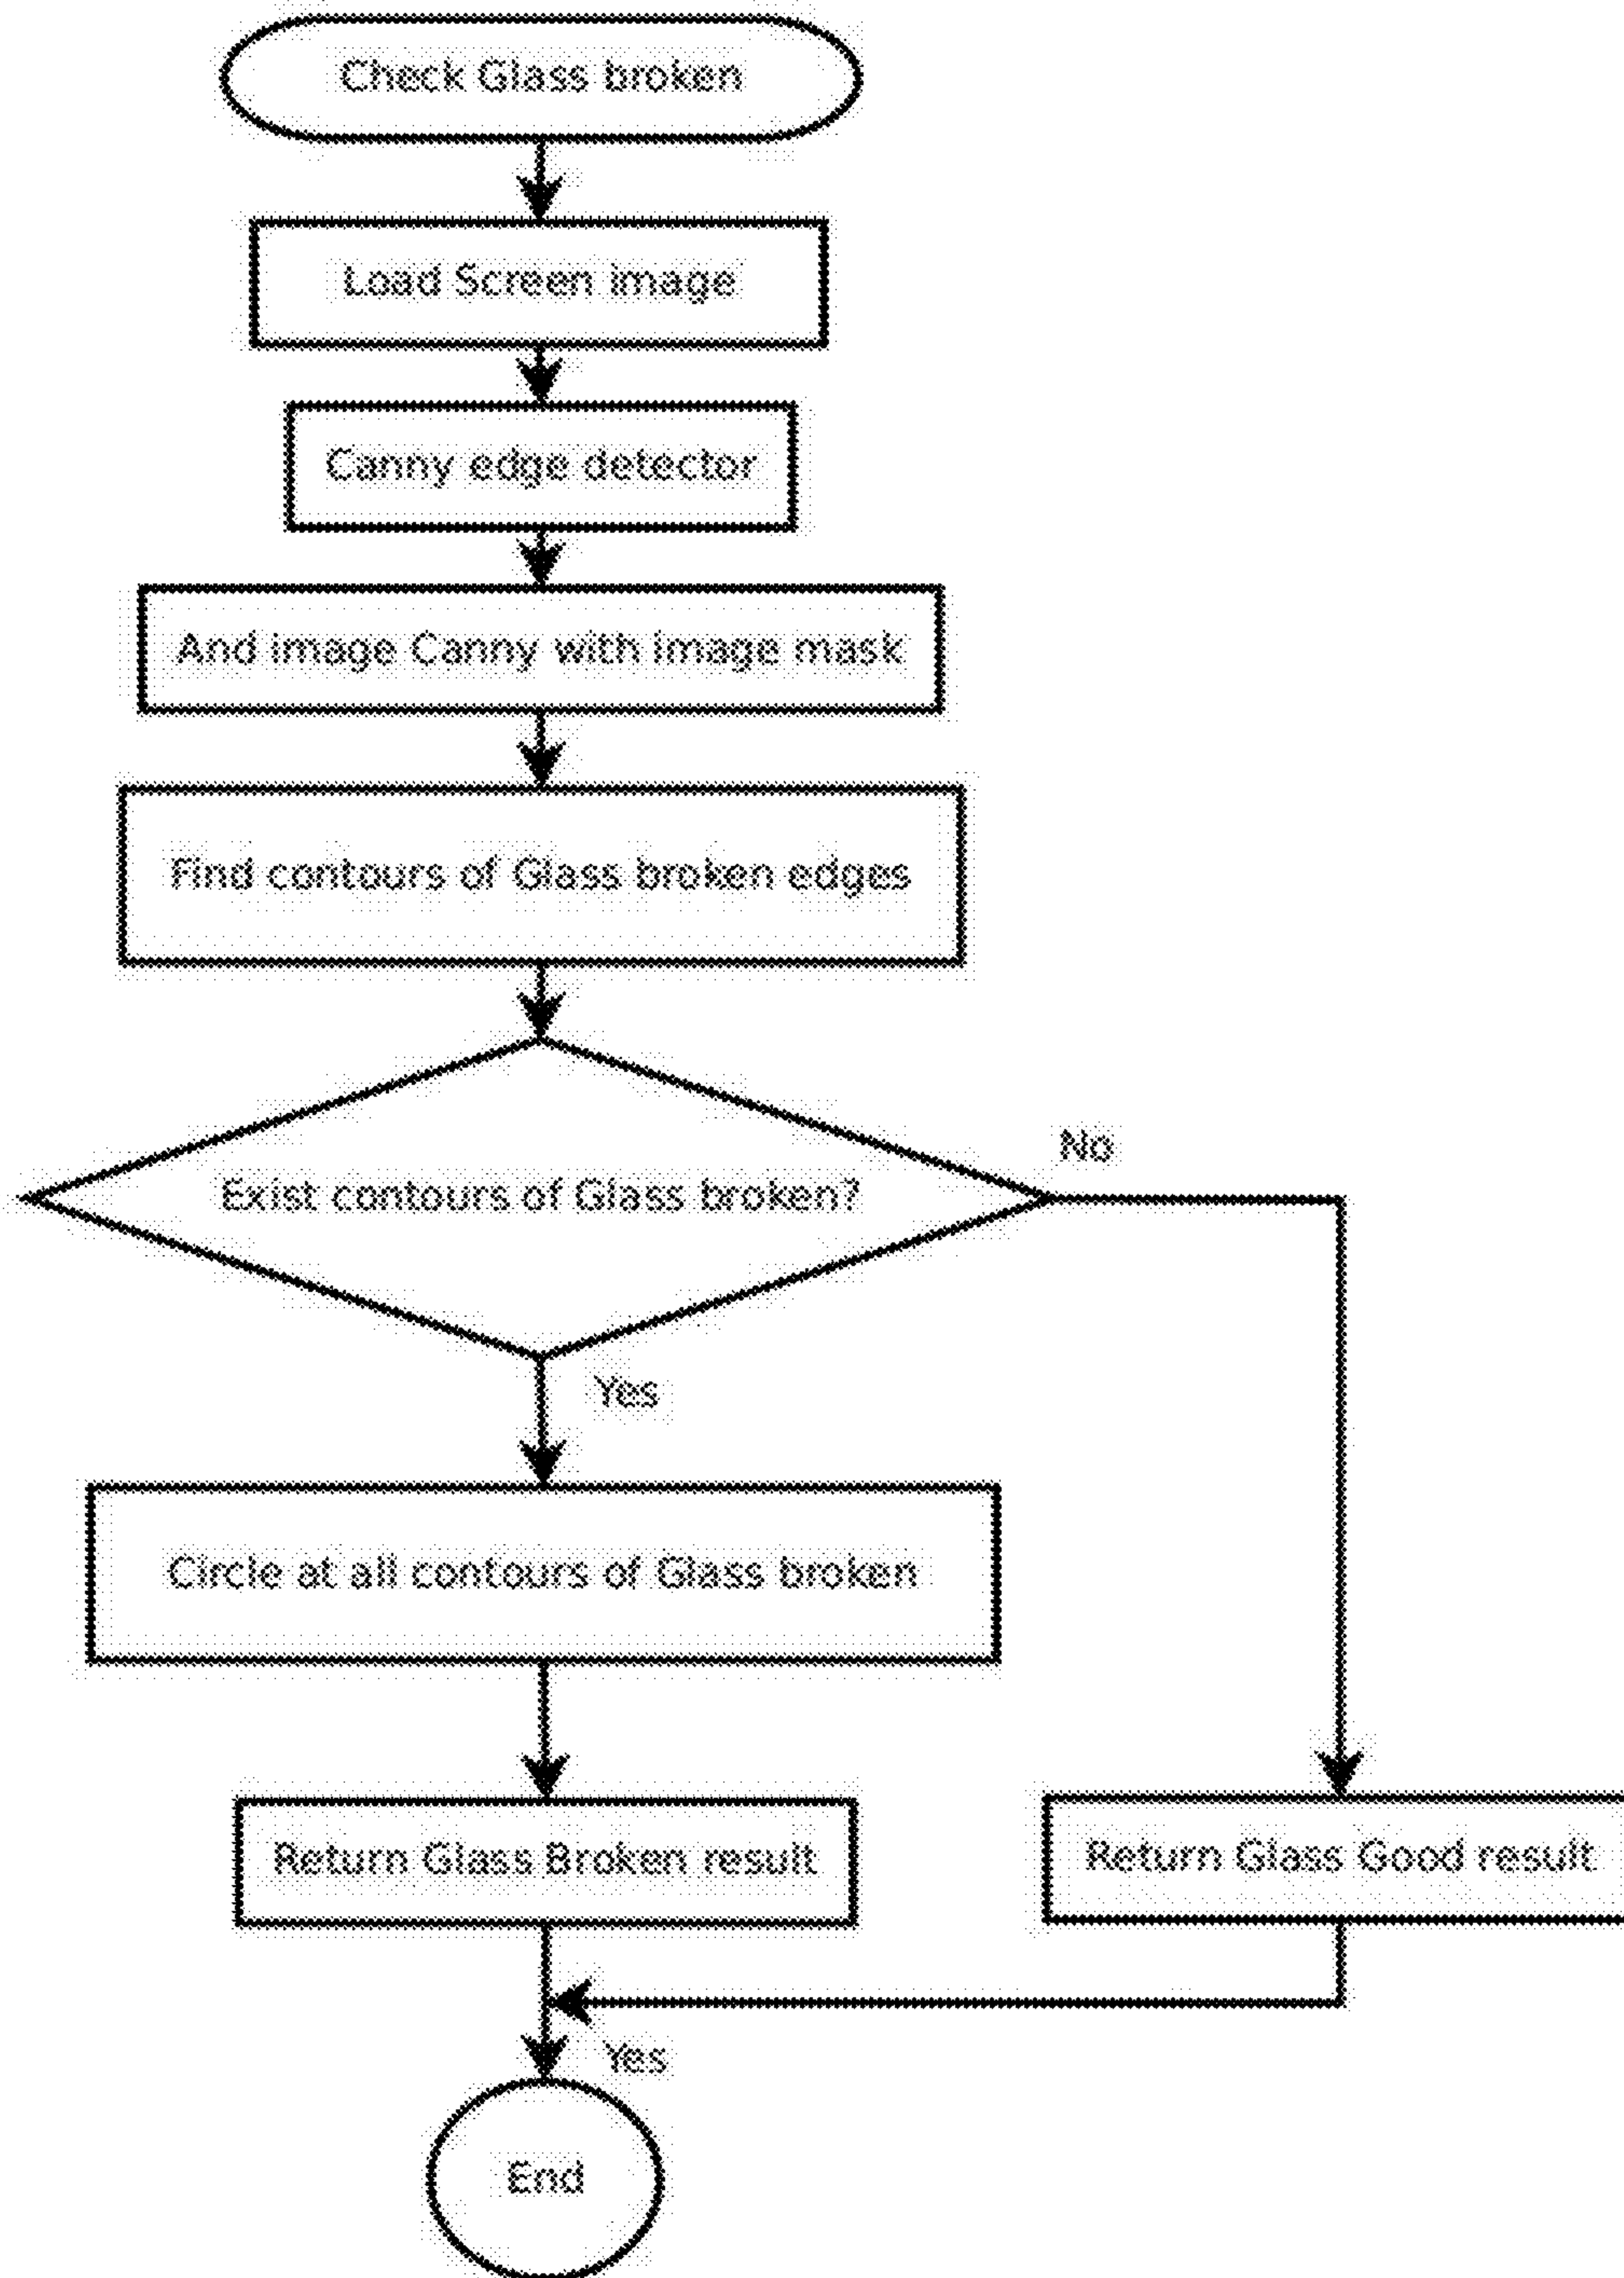 Check Glass broken
Load Screen image
Canny edge detector
And image Canny with image mask
Find contours of Glass broken edges
Exist contours of Glass broken?
No
Yes
Circle at all contours of Glass broken
Return Glass Broken result
Return Glass Good result
Yes
End